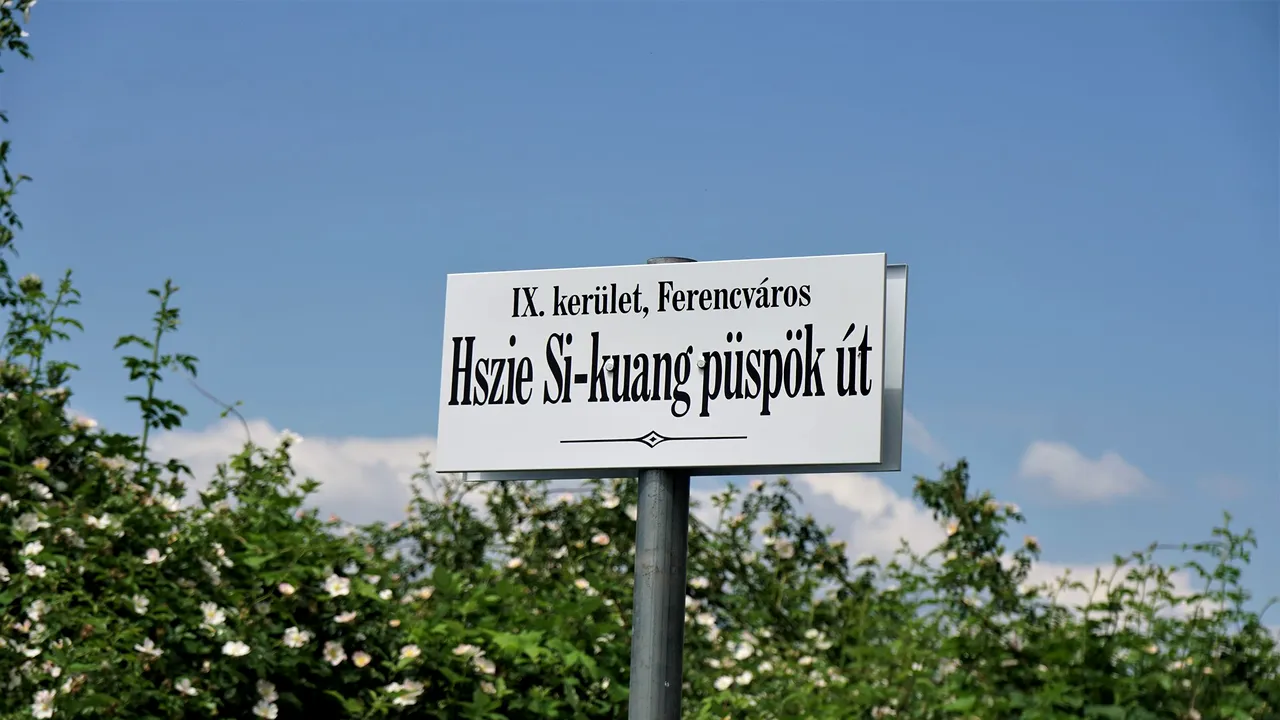 IX. kerület, Ferencváros
Hszie Si-kuang püspök út